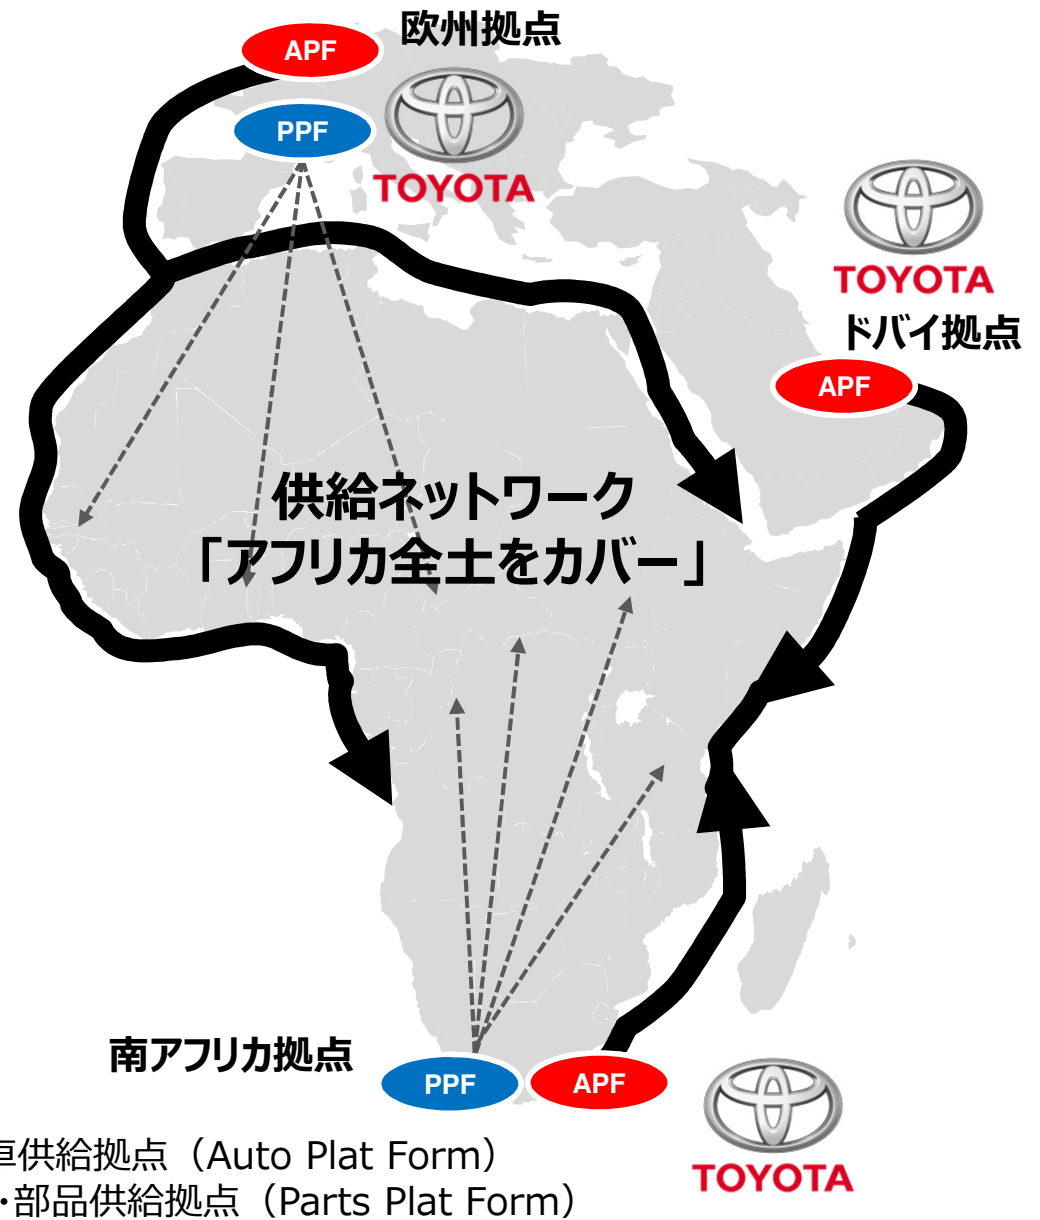 欧州拠点
APF
PPF
TOYOTA
TOYOTA
ドバイ拠点
APF
供給ネットワーク
「アフリカ全土をカバー」
南アフリカ拠点
PPF
APF
TOYOTA
車供給拠点（Auto Plat Form）
・部品供給拠点（Parts Plat Form）